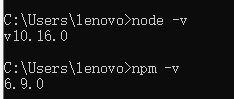 C:\Users\lenovo>node -v
v10.16.0
C:\Users\lenovo>npm -v
6.9.0